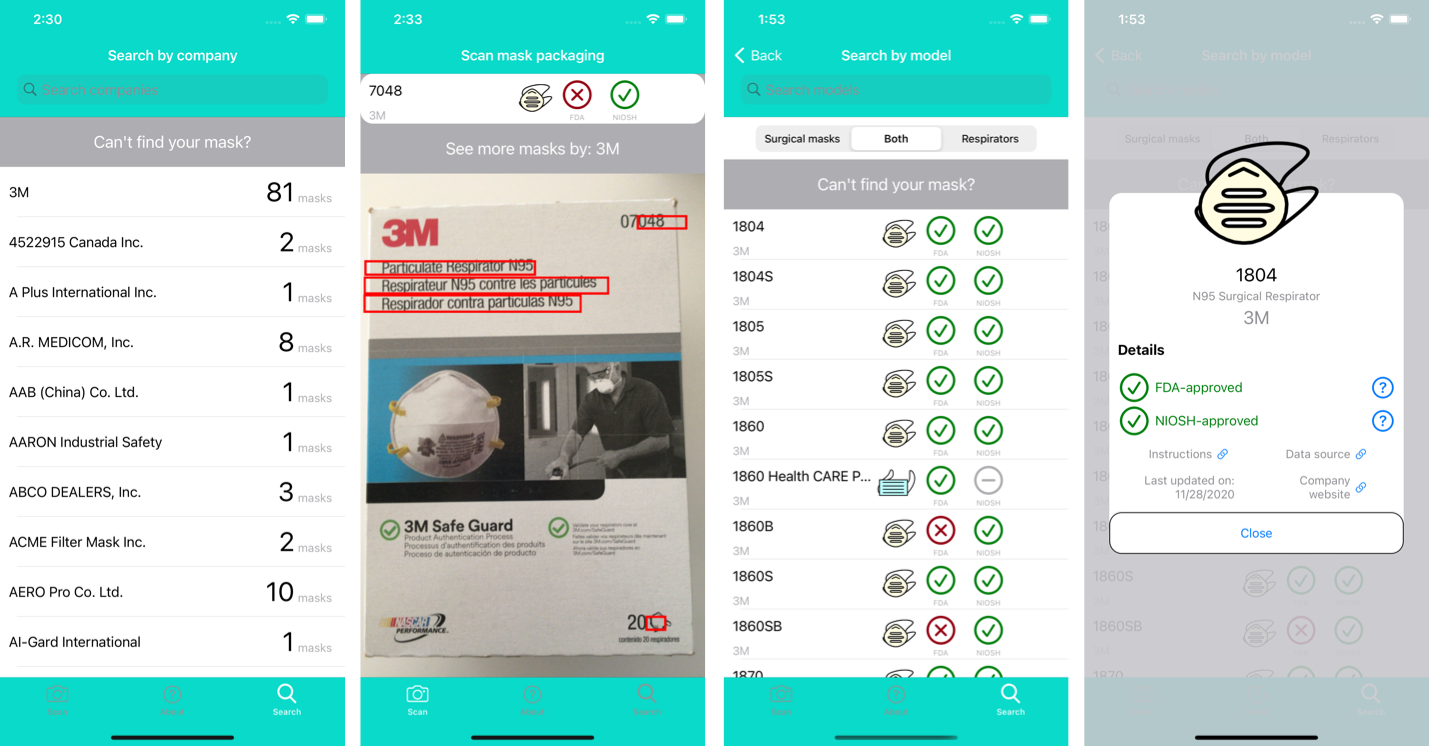 2:30
Search by company
Search companies
Can't find your mask?
3M
81 masks
4522915 Canada Inc.
2 masks
A Plus International Inc.
1 masks
A.R. MEDICOM, Inc.
8 masks
AAB (China) Co. Ltd.
1 masks
AARON Industrial Safety
1 masks
ABCO DEALERS, Inc.
3 masks
ACME Filter Mask Inc.
2 masks
AERO Pro Co. Ltd.
10 masks
Al-Gard International
1 masks
Scan
About
Search
2:33
Scan mask packaging
7048
3M
FDA
NIOSH
See more masks by: 3M
3M
07048
Particulate Respirator N95
Respirateur N95 contre les particules
Respirador contra particulas N95
3M Safe Guard
Product Authentication Process
Processus d'authentification des produits
Proceso de autenticación de producto
NASCAR
PERFORMANCE.
20
contenido 20 respiradores
Scan
About
Search
1:53
Back
Search by model
Search models
Surgical masks
Both
Respirators
Can't find your mask?
1804
3M
FDA
NIOSH
1804S
3M
FDA
NIOSH
1805
3M
FDA
NIOSH
1805S
3M
FDA
NIOSH
1860
3M
FDA
NIOSH
1860 Health CARE P...
3M
FDA
NIOSH
1860B
3M
FDA
NIOSH
1860S
3M
FDA
NIOSH
1860SB
3M
FDA
NIOSH
1870
Scan
About
Search
1:53
Back
Search by model
Surgical masks
Both
Respirators
1804
N95 Surgical Respirator
3M
Details
FDA-approved
?
NIOSH-approved
?
Instructions
Data source
Last updated on:
11/28/2020
Company
website
Close
1860S
3M
FDA
NIOSH
1860SB
3M
FDA
NIOSH
1870
Search